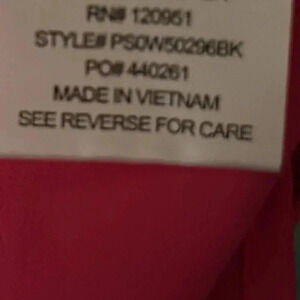 RN# 120951
STYLE# PS0W50296BK
PO# 440261
MADE IN VIETNAM
SEE REVERSE FOR CARE